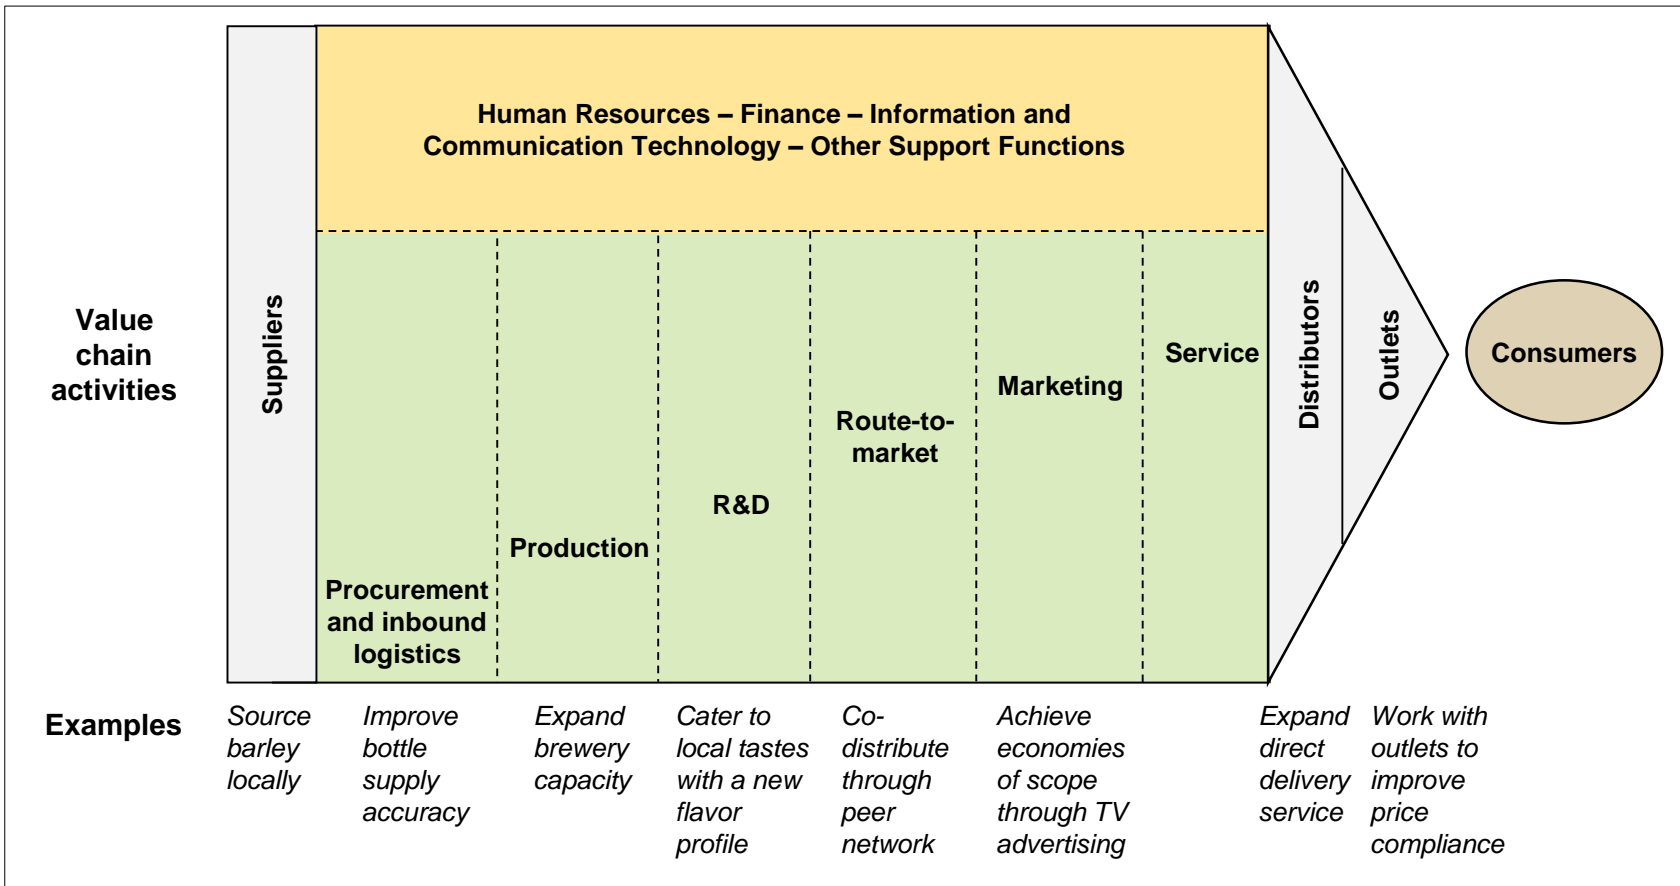 Human Resources – Finance – Information and
Communication Technology – Other Support Functions
Value
chain
activities
Suppliers
Procurement
and inbound
logistics
Production
R&D
Route-to-
market
Marketing
Service
Distributors
Outlets
Consumers
Examples
Source
barley
locally
Improve
bottle
supply
accuracy
Expand
brewery
capacity
Cater to
local tastes
with a new
flavor
profile
Co-
distribute
through
peer
network
Achieve
economies
of scope
through TV
advertising
Expand
direct
delivery
service
Work with
outlets to
improve
price
compliance